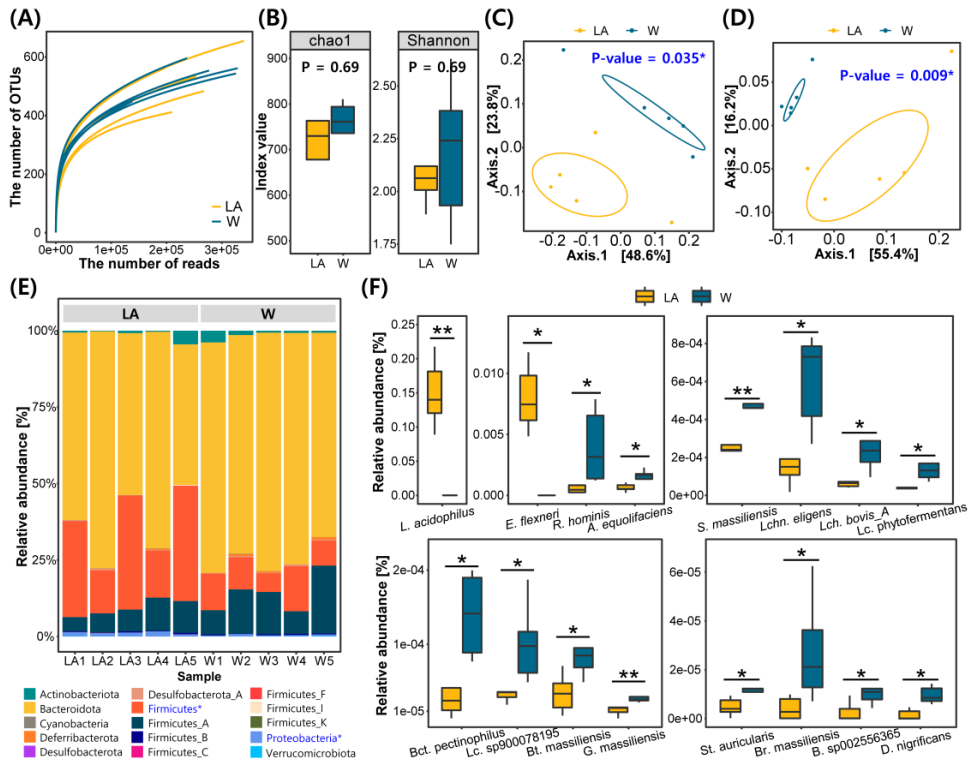 (A)
The number of OTUs
600
400
200
0
0e+00 1e+05 2e+05 3e+05
The number of reads
LA
W
(B)
Index value
chao1
P = 0.69
900
800
700
600
500
LA W
Shannon
P = 0.69
2.50
2.25
2.00
1.75
LA W
(C)
LA W
P-value = 0.035*
Axis.2 [23.8%]
0.2
0.1
0.0
-0.1
-0.2 -0.1 0.0 0.1 0.2
Axis.1 [48.6%]
(D)
LA W
P-value = 0.009*
Axis.2 [16.2%]
0.05
0.00
-0.05
-0.10
-0.1 0.0 0.1 0.2
Axis.1 [55.4%]
(E)
LA W
Relative abundance [%]
100%
75%
50%
25%
0%
LA1 LA2 LA3 LA4 LA5 W1 W2 W3 W4 W5
Sample
Actinobacteriota
Bacteroidota
Cyanobacteria
Deferribacterota
Desulfobacterota
Desulfobacterota_A
Firmicutes*
Firmicutes_A
Firmicutes_B
Firmicutes_C
Firmicutes_F
Firmicutes_I
Firmicutes_K
Proteobacteria*
Verrucomicrobiota
(F)
LA W
Relative abundance [%]
0.25
0.20
0.15
0.10
0.05
0.00
**
L. acidophilus
0.010
0.005
0.000
* * *
E. flexneri R. hominis A. equolifaciens
8e-04
6e-04
4e-04
2e-04
0e+00
** * * *
S. massiliensis Lchn. eligens Lch. bovis_A Lc. phytofermentans
Relative abundance [%]
2e-04
1e-04
1e-05
* * * **
Bct. pectinophilus Lc. sp900078195 Bt. massiliensis G. massiliensis
6e-05
4e-05
2e-05
0e+00
* * * *
St. auricularis Br. massiliensis B. sp002556365 D. nigrificans